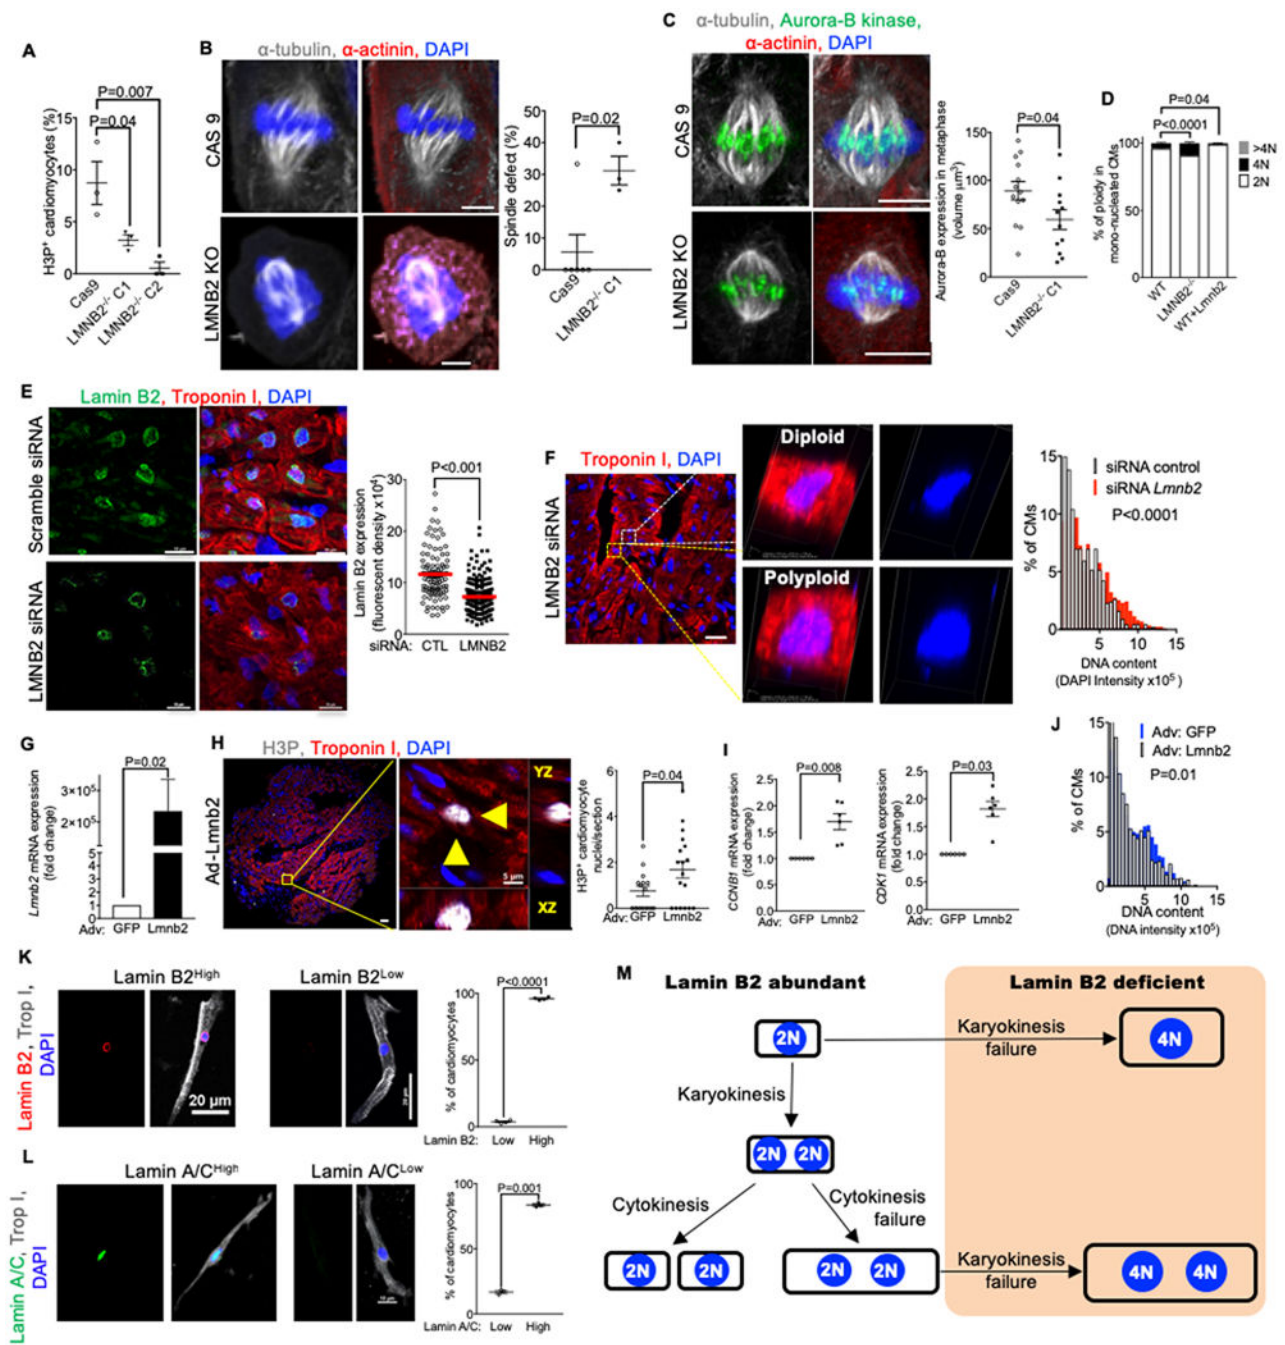 A
P=0.007
P=0.04
H3P⁺ cardiomyocytes (%)
15
10
5
0
Cas9
LMNB2⁻/⁻ C1
LMNB2⁻/⁻ C2
B
α-tubulin, α-actinin, DAPI
CAS 9
LMNB2 KO
P=0.02
Spindle defect (%)
50
40
30
20
10
0
Cas9
LMNB2⁻/⁻ C1
C
α-tubulin, Aurora-B kinase,
α-actinin, DAPI
CAS 9
LMNB2 KO
P=0.04
Aurora-B expression in metaphase
(volume µm³)
150
100
50
0
Cas9
LMNB2⁻/⁻ C1
D
P=0.04
P<0.0001
>4N
4N
2N
% of ploidy in
mono-nucleated CMs
100
50
0
WT
LMNB2⁻/⁻
WT+Lmnb2
E
Lamin B2, Troponin I, DAPI
Scramble siRNA
LMNB2 siRNA
P<0.001
Lamin B2 expression
(fluorescent density x10⁴)
30
20
10
0
siRNA: CTL LMNB2
F
Troponin I, DAPI
LMNB2 siRNA
Diploid
Polyploid
siRNA control
siRNA Lmnb2
P<0.0001
% of CMs
15
10
5
0
5 10 15
DNA content
(DAPI Intensity x10⁵ )
G
P=0.02
Lmnb2 mRNA expression
(fold change)
3×10⁵
2×10⁵
5
4
3
2
1
0
Adv: GFP Lmnb2
H
H3P, Troponin I, DAPI
Ad-Lmnb2
YZ
5 µm
XZ
P=0.04
H3P⁺ cardiomyocyte
nuclei/section
6
4
2
0
Adv: GFP Lmnb2
I
P=0.008
CCNB1 mRNA expression
(fold change)
2.5
2.0
1.5
1.0
0.5
0.0
Adv: GFP Lmnb2
P=0.03
CDK1 mRNA expression
(fold change)
2.5
2.0
1.5
1.0
0.5
0.0
Adv: GFP Lmnb2
J
Adv: GFP
Adv: Lmnb2
P=0.01
% of CMs
15
10
5
0
5 10 15
DNA content
(DNA intensity x10⁵)
K
Lamin B2, Trop I,
DAPI
Lamin B2High
Lamin B2Low
20 µm
P<0.0001
% of cardiomyocytes
100
50
0
Lamin B2: Low High
L
Lamin A/C, Trop I,
DAPI
Lamin A/CHigh
Lamin A/CLow
P=0.001
% of cardiomyocytes
100
50
0
Lamin A/C: Low High
M
Lamin B2 abundant
Lamin B2 deficient
2N
Karyokinesis
failure
4N
Karyokinesis
2N 2N
Cytokinesis
Cytokinesis
failure
2N 2N
2N 2N
Karyokinesis
failure
4N 4N